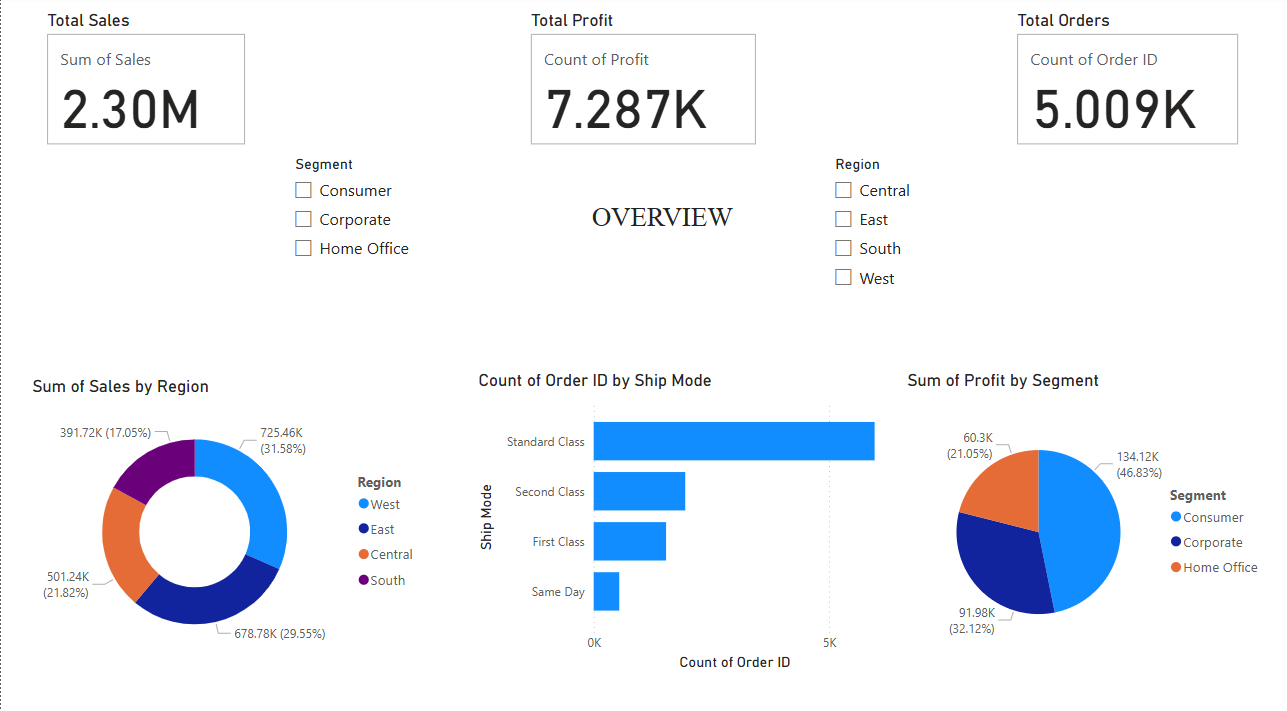 Total Sales
Sum of Sales
2.30M
Total Profit
Count of Profit
7.287K
Total Orders
Count of Order ID
5.009K
Segment
Consumer
Corporate
Home Office
OVERVIEW
Region
Central
East
South
West
Sum of Sales by Region
391.72K (17.05%)
725.46K
(31.58%)
501.24K
(21.82%)
678.78K (29.55%)
Region
West
East
Central
South
Count of Order ID by Ship Mode
Ship Mode
Standard Class
Second Class
First Class
Same Day
0K
5K
Count of Order ID
Sum of Profit by Segment
60.3K
(21.05%)
134.12K
(46.83%)
91.98K
(32.12%)
Segment
Consumer
Corporate
Home Office